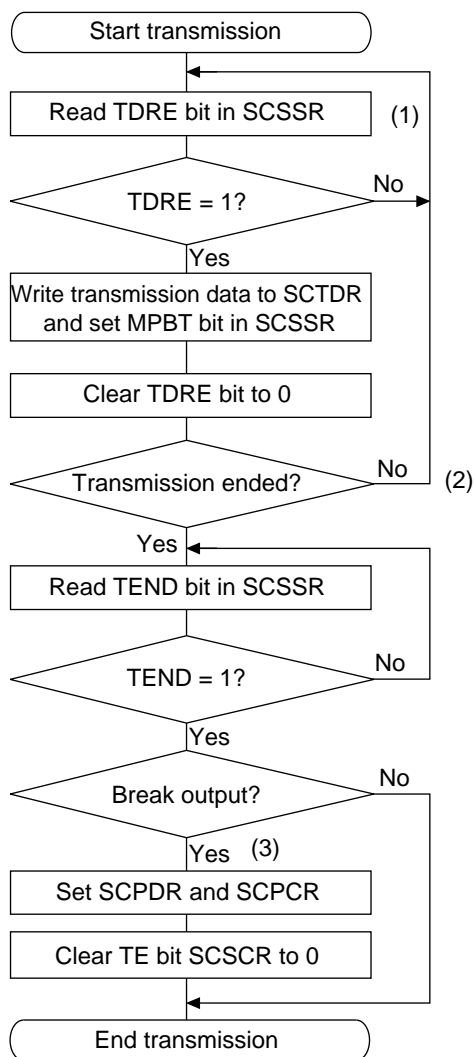 Start transmission
Read TDRE bit in SCSSR
(1)
TDRE = 1?
No
Yes
Write transmission data to SCTDR
and set MPBT bit in SCSSR
Clear TDRE bit to 0
Transmission ended?
No
(2)
Yes
Read TEND bit in SCSSR
TEND = 1?
No
Yes
Break output?
No
Yes
(3)
Set SCPDR and SCPCR
Clear TE bit SCSCR to 0
End transmission